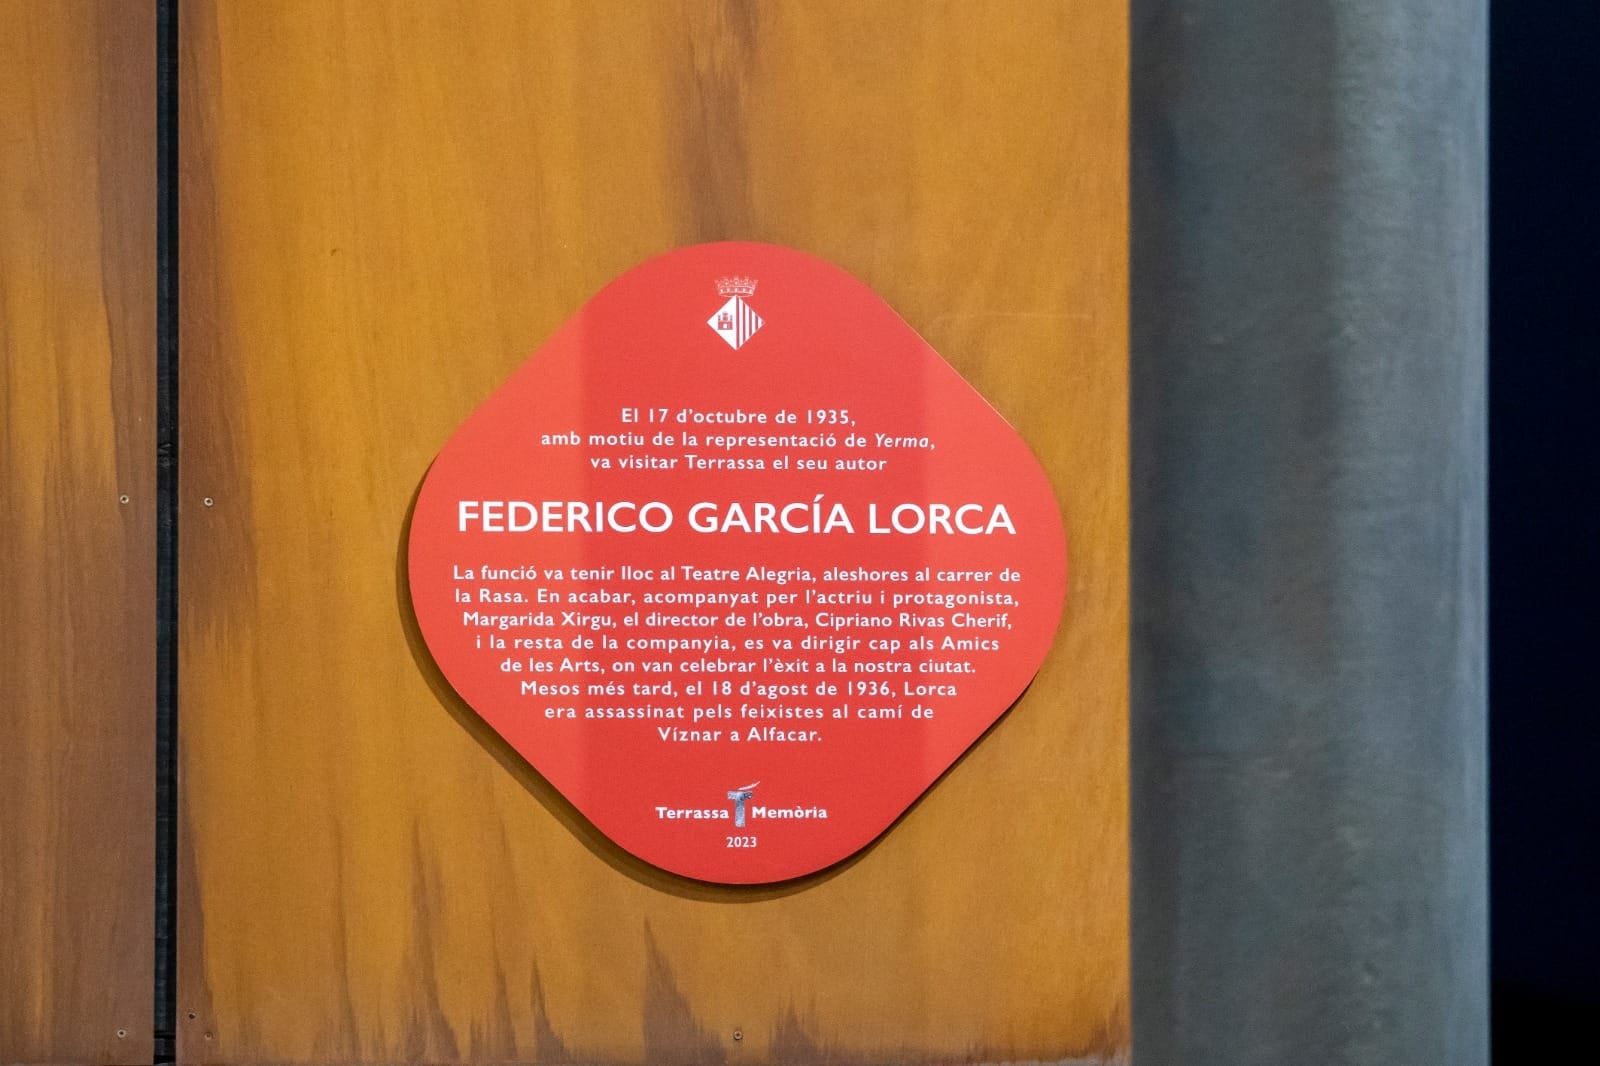 El 17 d'octubre de 1935,
amb motiu de la representació de Yerma,
va visitar Terrassa el seu autor
FEDERICO GARCÍA LORCA
La funció va tenir lloc al Teatre Alegria, aleshores al carrer de
la Rasa. En acabar, acompanyat per l'actriu i protagonista,
Margarida Xirgu, el director de l'obra, Cipriano Rivas Cherif,
i la resta de la companyia, es va dirigir cap als Amics
de les Arts, on van celebrar l'èxit a la nostra ciutat.
Mesos més tard, el 18 d'agost de 1936, Lorca
era assassinat pels feixistes al camí de
Víznar a Alfacar.
Terrassa T Memòria
2023